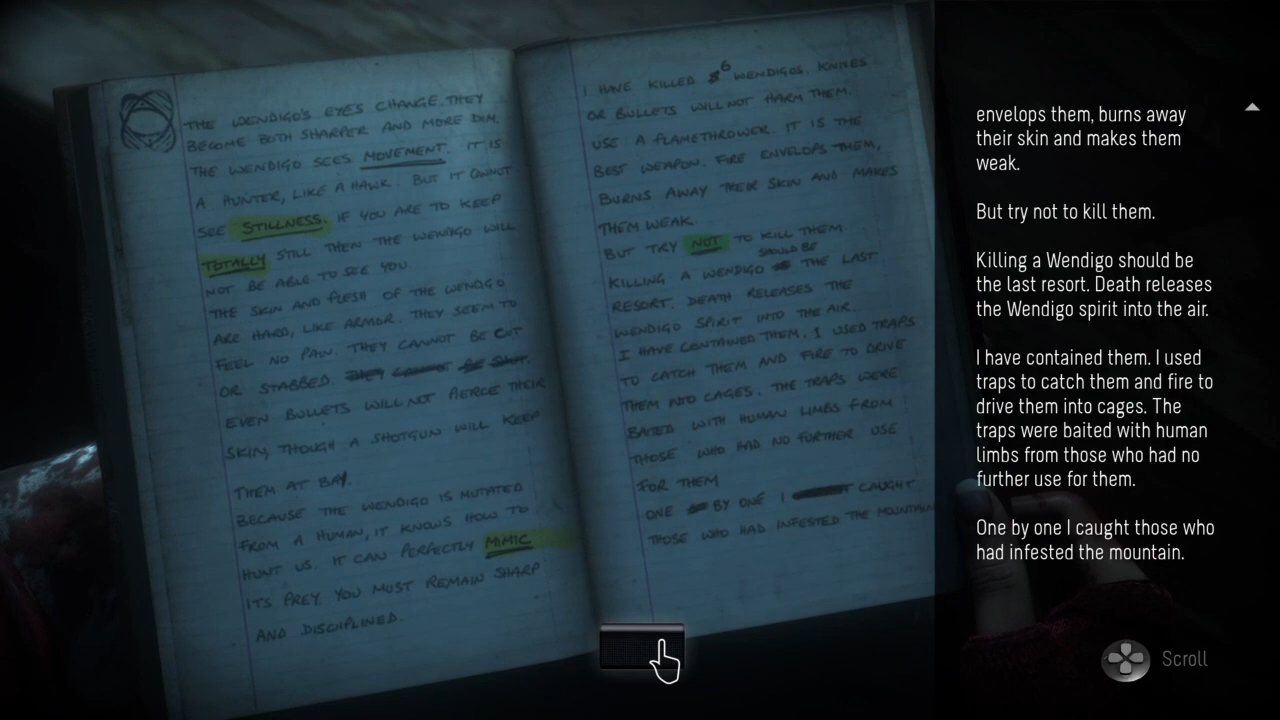 THE WENDIGO'S EYES CHANGE. THEY
BECOME BOTH SHARPER AND MORE DIM.
THE WENDIGO SEES MOVEMENT. IT IS
A HUNTER, LIKE A HAWK. BUT IT CANNOT
SEE STILLNESS. IF YOU ARE TO KEEP
TOTALLY STILL THEN THE WENDIGO WILL
NOT BE ABLE TO SEE YOU.
THE SKIN AND FLESH OF THE WENDIGO
ARE HARD, LIKE ARMOR. THEY SEEM TO
FEEL NO PAIN. THEY CANNOT BE CUT
OR STABBED. THEY CANNOT BE SHOT.
EVEN BULLETS WILL NOT PIERCE THEIR
SKIN, THOUGH A SHOTGUN WILL KEEP
THEM AT BAY.
BECAUSE THE WENDIGO IS MUTATED
FROM A HUMAN, IT KNOWS HOW TO
HUNT US. IT CAN PERFECTLY MIMIC
ITS PREY. YOU MUST REMAIN SHARP
AND DISCIPLINED.
I HAVE KILLED 6 WENDIGOS. KNIVES
OR BULLETS WILL NOT HARM THEM.
USE A FLAMETHROWER. IT IS THE
BEST WEAPON. FIRE ENVELOPS THEM,
BURNS AWAY THEIR SKIN AND MAKES
THEM WEAK.
BUT TRY NOT TO KILL THEM.
KILLING A WENDIGO SHOULD BE THE LAST
RESORT. DEATH RELEASES THE
WENDIGO SPIRIT INTO THE AIR.
I HAVE CONTAINED THEM. I USED TRAPS
TO CATCH THEM AND FIRE TO DRIVE
THEM INTO CAGES. THE TRAPS WERE
BAITED WITH HUMAN LIMBS FROM
THOSE WHO HAD NO FURTHER USE
FOR THEM
ONE BY ONE I CAUGHT
THOSE WHO HAD INFESTED THE MOUNTAIN
envelops them, burns away
their skin and makes them
weak.
But try not to kill them.
Killing a Wendigo should be
the last resort. Death releases
the Wendigo spirit into the air.
I have contained them. I used
traps to catch them and fire to
drive them into cages. The
traps were baited with human
limbs from those who had no
further use for them.
One by one I caught those who
had infested the mountain.
Scroll